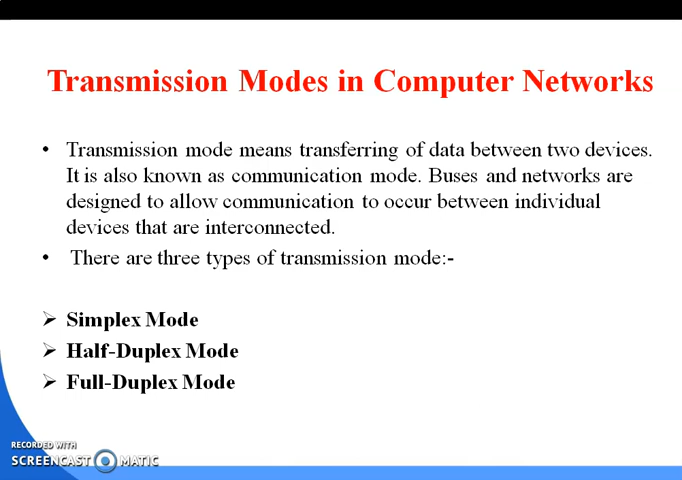 Transmission Modes in Computer Networks
• Transmission mode means transferring of data between two devices.
It is also known as communication mode. Buses and networks are
designed to allow communication to occur between individual
devices that are interconnected.
• There are three types of transmission mode:-
➢ Simplex Mode
➢ Half-Duplex Mode
➢ Full-Duplex Mode
RECORDED WITH
SCREENCAST MATIC